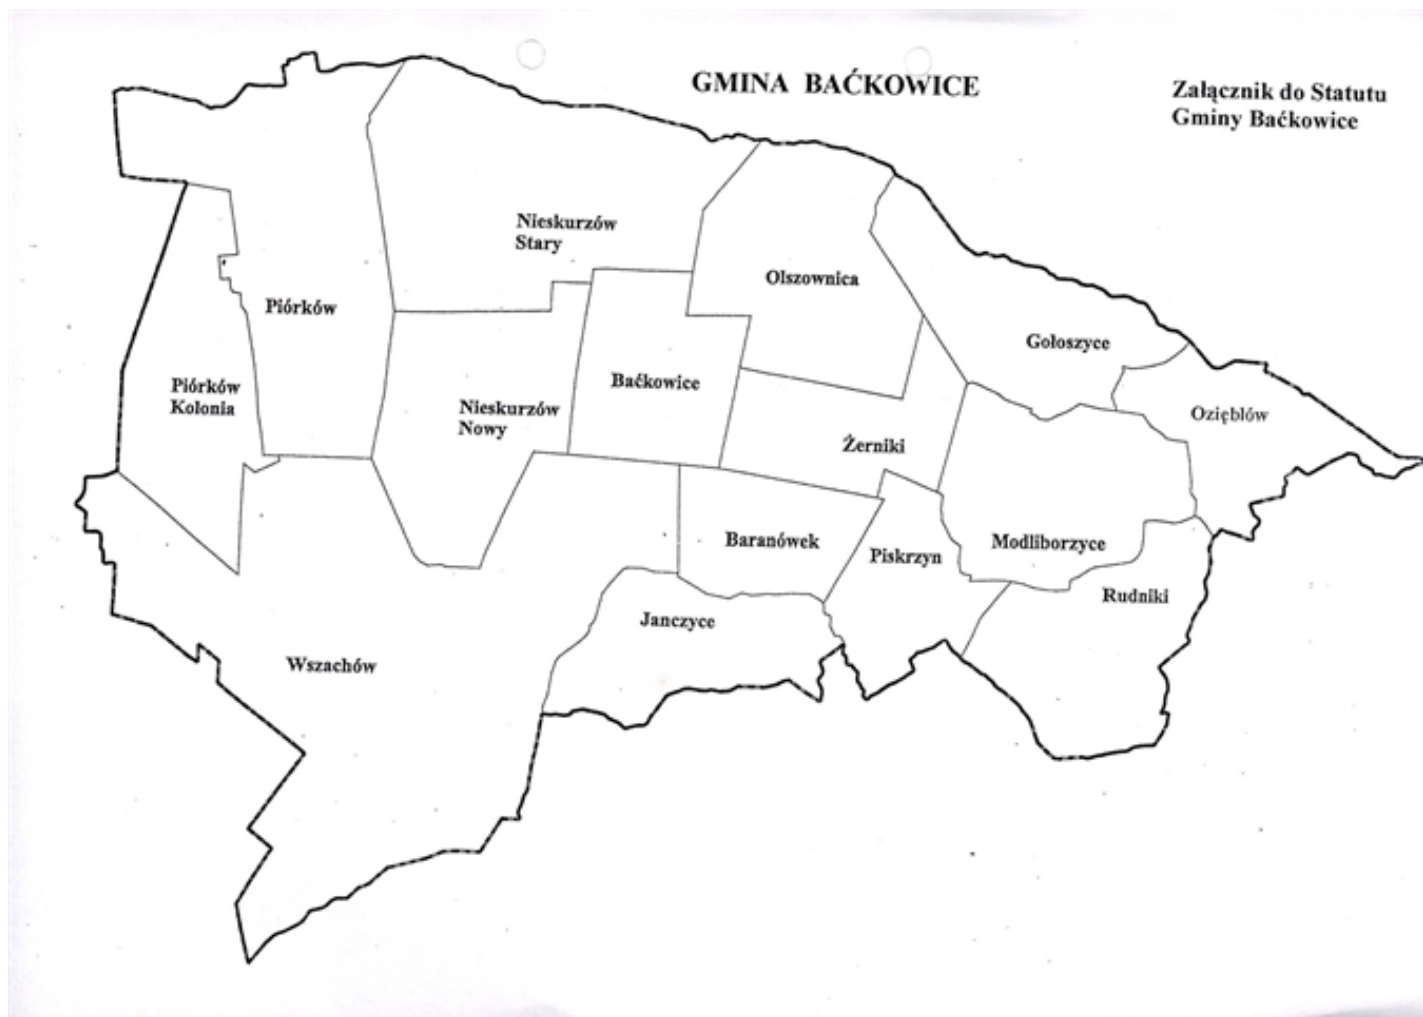 GMINA BAĆKOWICE
Załącznik do Statutu
Gminy Baćkowice
Nieskurzów
Stary
Olszownica
Piórków
Gołoszyce
Piórków
Kolonia
Baćkowice
Nieskurzów
Nowy
Oziębłów
Żerniki
Baranówek
Modliborzyce
Piskrzyn
Rudniki
Janczyce
Wszachów